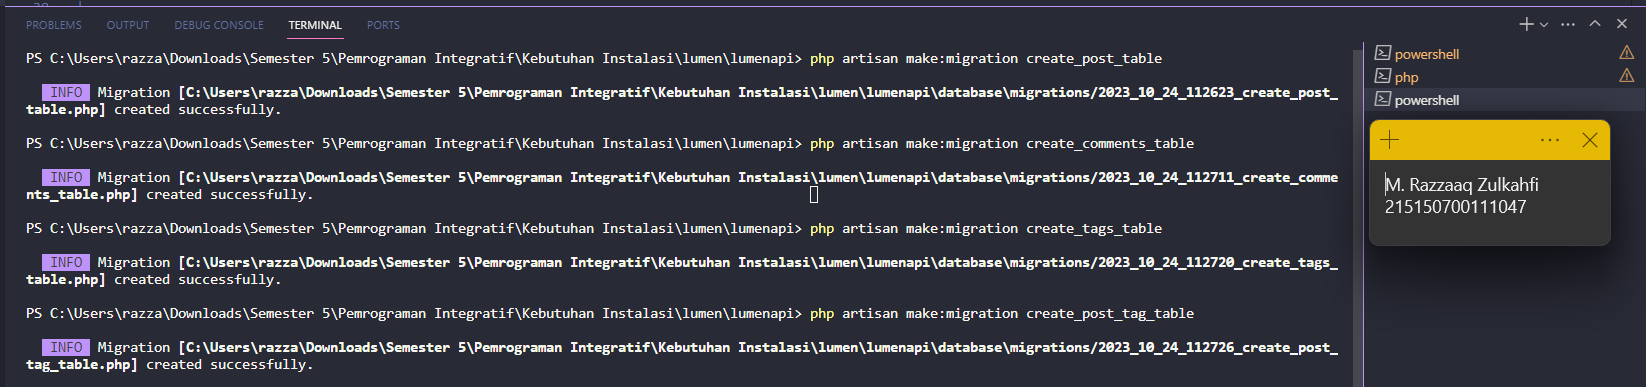 PROBLEMS OUTPUT DEBUG CONSOLE TERMINAL PORTS
PS C:\Users\razza\Downloads\Semester 5\Pemrograman Integratif\Kebutuhan Instalasi\lumen\lumenapi> php artisan make:migration create_post_table
INFO Migration [C:\Users\razza\Downloads\Semester 5\Pemrograman Integratif\Kebutuhan Instalasi\lumen\lumenapi\database\migrations/2023_10_24_112623_create_post_
table.php] created successfully.
PS C:\Users\razza\Downloads\Semester 5\Pemrograman Integratif\Kebutuhan Instalasi\lumen\lumenapi> php artisan make:migration create_comments_table
INFO Migration [C:\Users\razza\Downloads\Semester 5\Pemrograman Integratif\Kebutuhan Instalasi\lumen\lumenapi\database\migrations/2023_10_24_112711_create_comme
nts_table.php] created successfully.
PS C:\Users\razza\Downloads\Semester 5\Pemrograman Integratif\Kebutuhan Instalasi\lumen\lumenapi> php artisan make:migration create_tags_table
INFO Migration [C:\Users\razza\Downloads\Semester 5\Pemrograman Integratif\Kebutuhan Instalasi\lumen\lumenapi\database\migrations/2023_10_24_112720_create_tags_
table.php] created successfully.
PS C:\Users\razza\Downloads\Semester 5\Pemrograman Integratif\Kebutuhan Instalasi\lumen\lumenapi> php artisan make:migration create_post_tag_table
INFO Migration [C:\Users\razza\Downloads\Semester 5\Pemrograman Integratif\Kebutuhan Instalasi\lumen\lumenapi\database\migrations/2023_10_24_112726_create_post_
tag_table.php] created successfully.
powershell
php
powershell
M. Razzaaq Zulkahfi
215150700111047